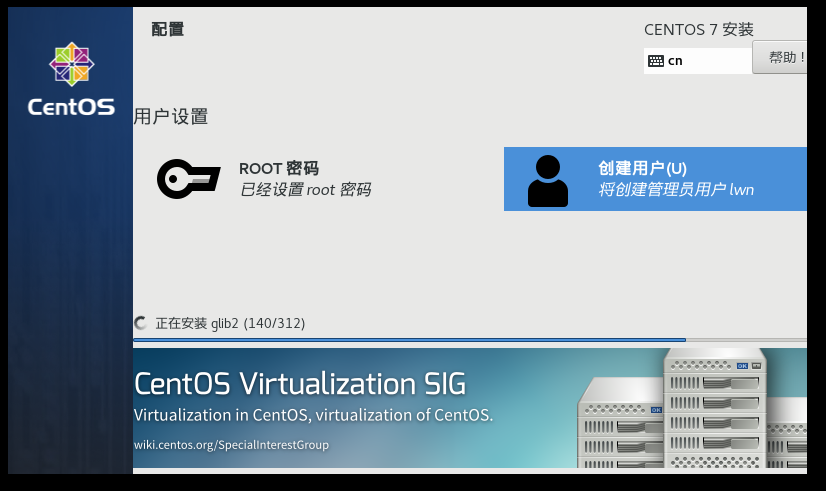 配置
CENTOS 7 安装
cn
帮助！
CentOS
用户设置
ROOT 密码
已经设置 root 密码
创建用户(U)
将创建管理员用户 lwn
正在安装 glib2 (140/312)
CentOS Virtualization SIG
Virtualization in CentOS, virtualization of CentOS.
wiki.centos.org/SpecialInterestGroup
OK
OK